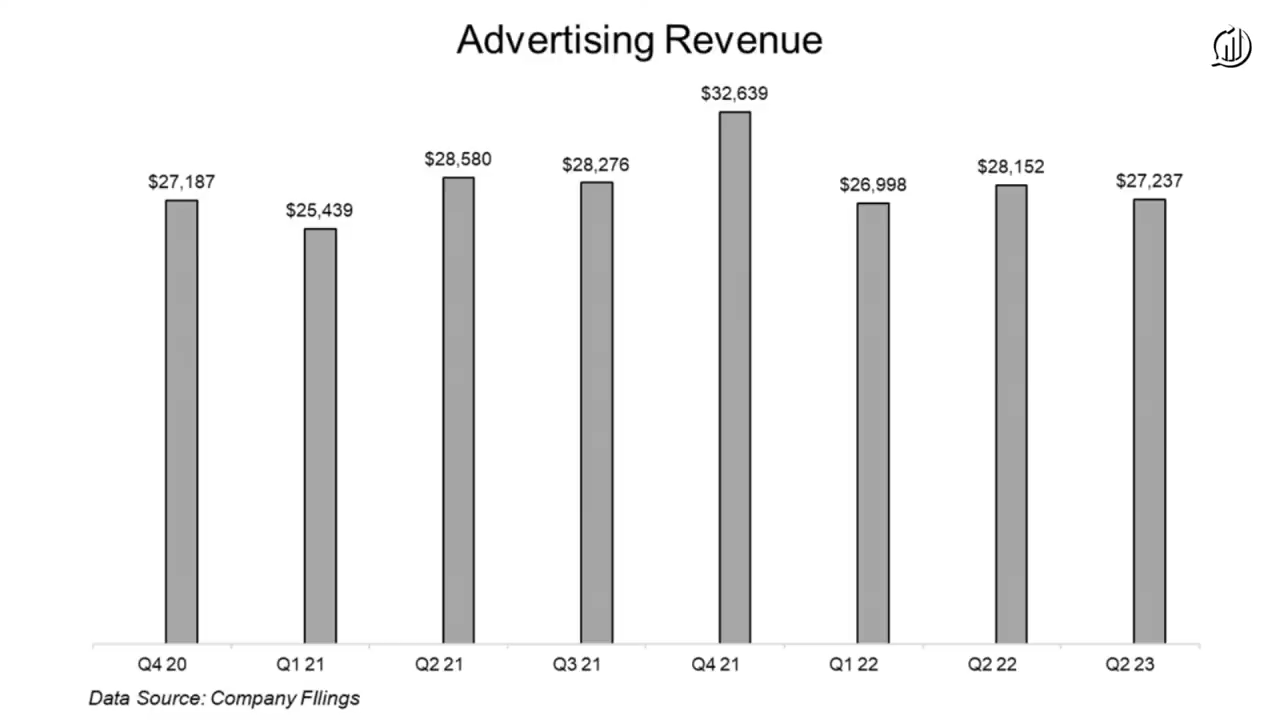 Advertising Revenue
$32,639
$28,580
$28,276
$28,152
$27,187
$26,998
$27,237
$25,439
Q4 20 Q1 21 Q2 21 Q3 21 Q4 21 Q1 22 Q2 22 Q2 23
Data Source: Company FIlings